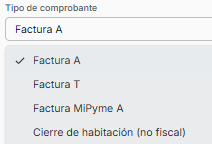 Tipo de comprobante
Factura A
Factura A
Factura T
Factura MiPyme A
Cierre de habitación (no fiscal)